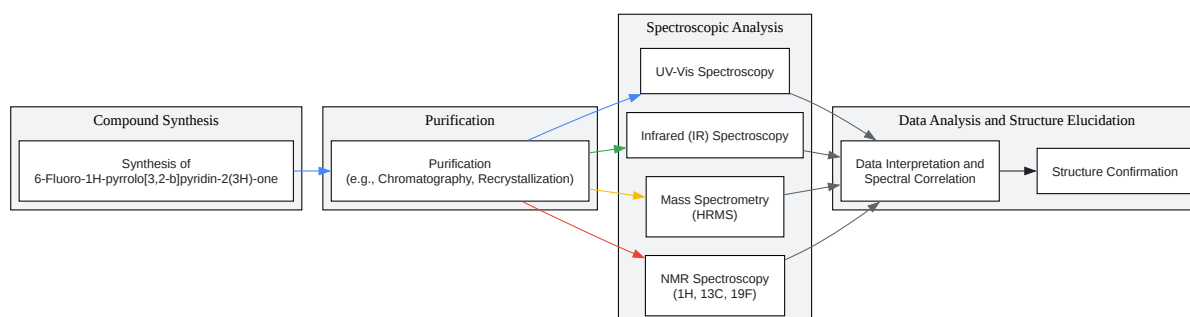 Compound Synthesis
Synthesis of
6-Fluoro-1H-pyrrolo[3,2-b]pyridin-2(3H)-one
Purification
Purification
(e.g., Chromatography, Recrystallization)
Spectroscopic Analysis
UV-Vis Spectroscopy
Infrared (IR) Spectroscopy
Mass Spectrometry
(HRMS)
NMR Spectroscopy
(1H, 13C, 19F)
Data Analysis and Structure Elucidation
Data Interpretation and
Spectral Correlation
Structure Confirmation